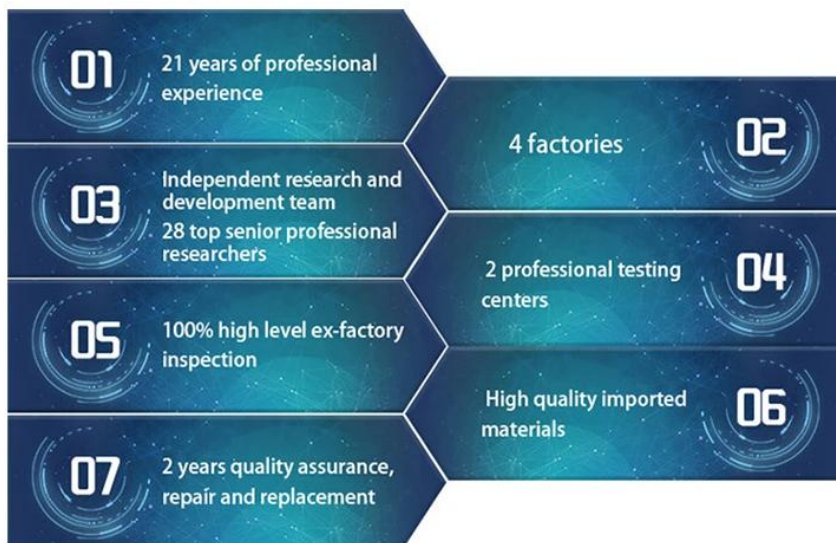 01
21 years of professional
experience
02
4 factories
03
Independent research and
development team
28 top senior professional
researchers
04
2 professional testing
centers
05
100% high level ex-factory
inspection
06
High quality imported
materials
07
2 years quality assurance,
repair and replacement